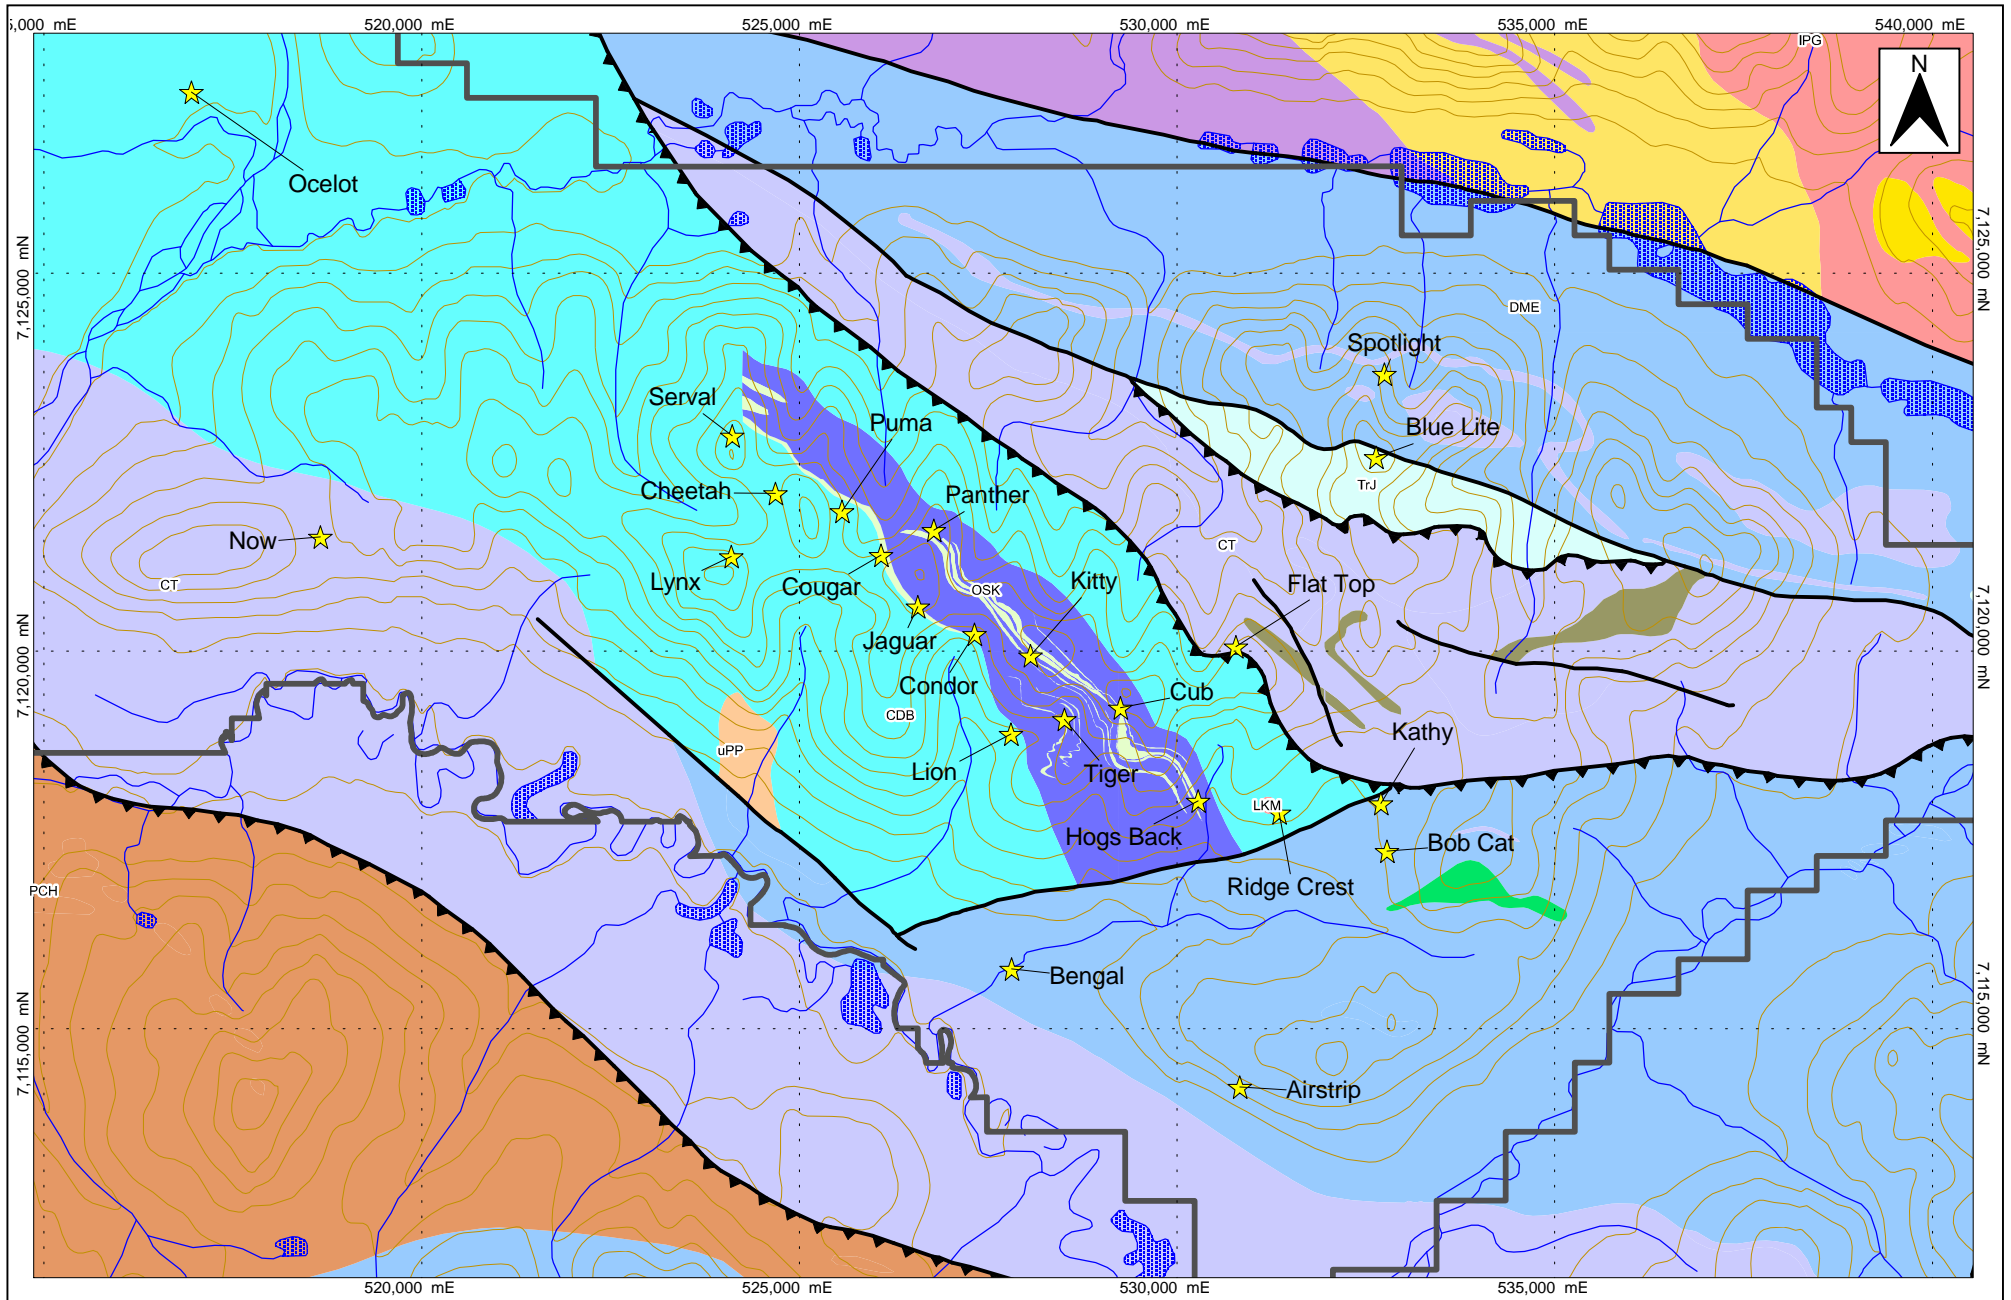 5,000 mE
520,000 mE
525,000 mE
530,000 mE
535,000 mE
540,000 mE
IPG
N
Ocelot
7,125,000 mN
7,125,000 mN
DME
Spotlight
Serval
Puma
Blue Lite
TrJ
Cheetah
Panther
Now
CT
Lynx
Cougar
OSK
Kitty
CT
Flat Top
7,120,000 mN
7,120,000 mN
Jaguar
Condor
Cub
CDB
uPP
Kathy
Lion
Tiger
LKM
Hogs Back
Bob Cat
PCH
Ridge Crest
Bengal
7,115,000 mN
7,115,000 mN
Airstrip
520,000 mE
525,000 mE
530,000 mE
535,000 mE